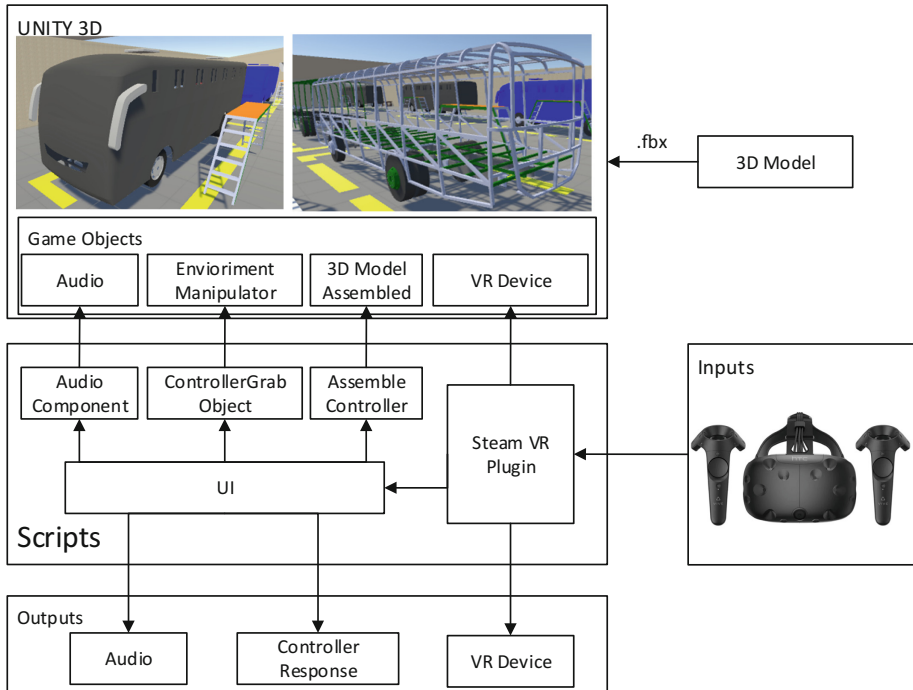 UNITY 3D
.fbx
3D Model
Game Objects
Audio
Envioriment
Manipulator
3D Model
Assembled
VR Device
Audio
Component
ControllerGrab
Object
Assemble
Controller
Steam VR
Plugin
UI
Scripts
Inputs
Outputs
Audio
Controller
Response
VR Device